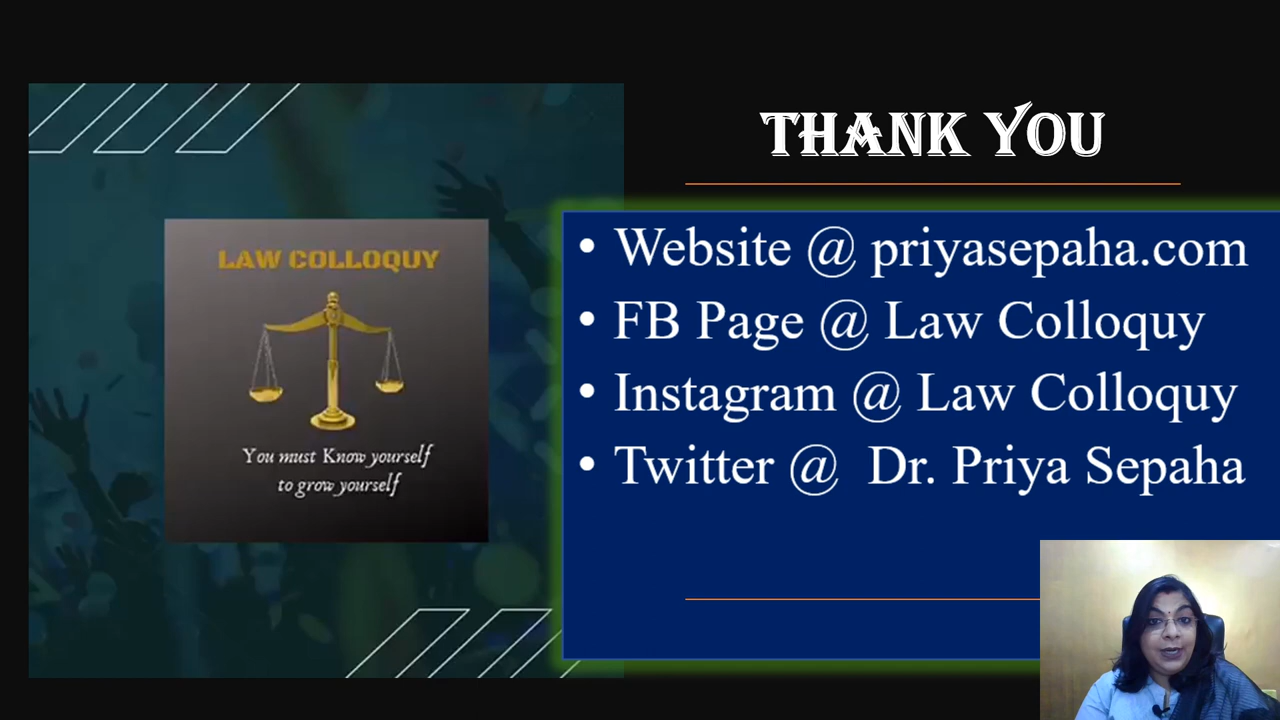 THANK YOU
LAW COLLOQUY
You must Know yourself
to grow yourself
• Website @ priyasepaha.com
• FB Page @ Law Colloquy
• Instagram @ Law Colloquy
• Twitter @  Dr. Priya Sepaha